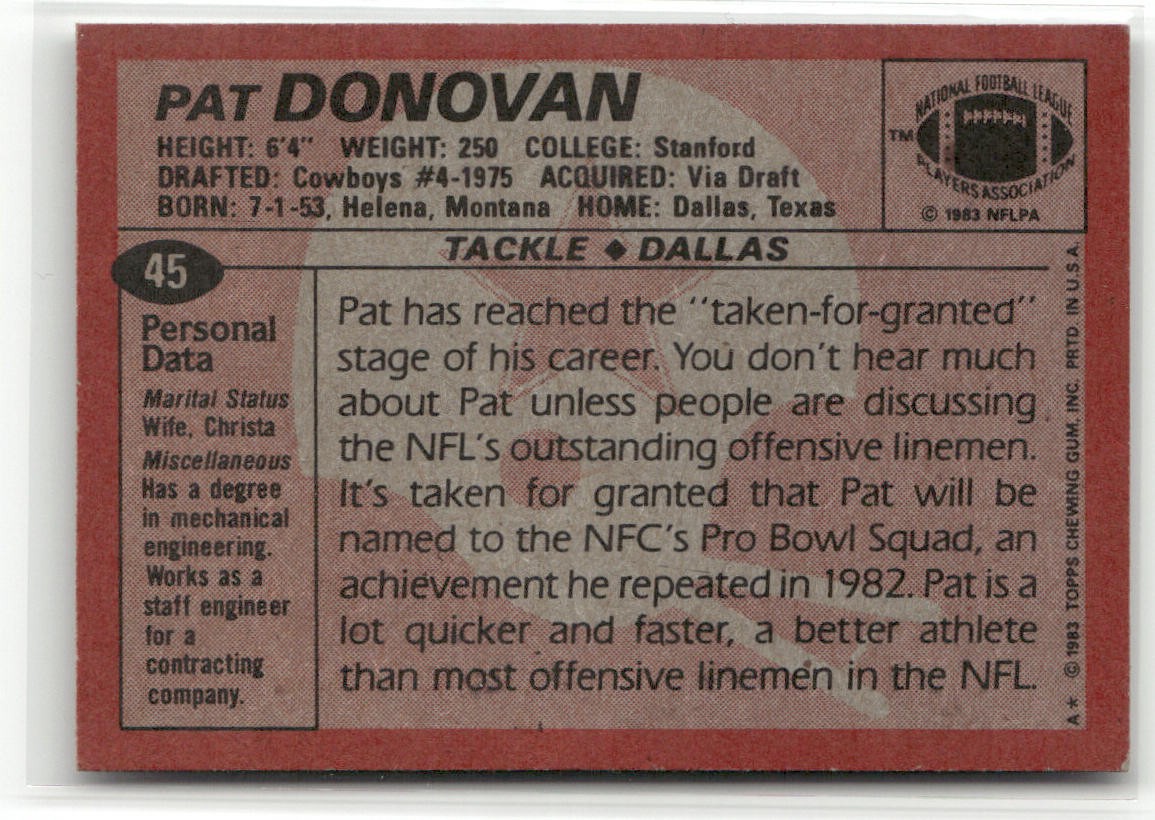 PAT DONOVAN
HEIGHT: 6'4" WEIGHT: 250 COLLEGE: Stanford
DRAFTED: Cowboys #4-1975 ACQUIRED: Via Draft
BORN: 7-1-53, Helena, Montana HOME: Dallas, Texas
NATIONAL FOOTBALL LEAGUE
TM
PLAYERS ASSOCIATION
© 1983 NFLPA
TACKLE ♦ DALLAS
45
Personal
Data
Marital Status
Wife, Christa
Miscellaneous
Has a degree
in mechanical
engineering.
Works as a
staff engineer
for a
contracting
company.
Pat has reached the "taken-for-granted"
stage of his career. You don't hear much
about Pat unless people are discussing
the NFL's outstanding offensive linemen.
It's taken for granted that Pat will be
named to the NFC's Pro Bowl Squad, an
achievement he repeated in 1982. Pat is a
lot quicker and faster, a better athlete
than most offensive linemen in the NFL.
A* © 1983 TOPPS CHEWING GUM, INC. PRTD IN U.S.A.